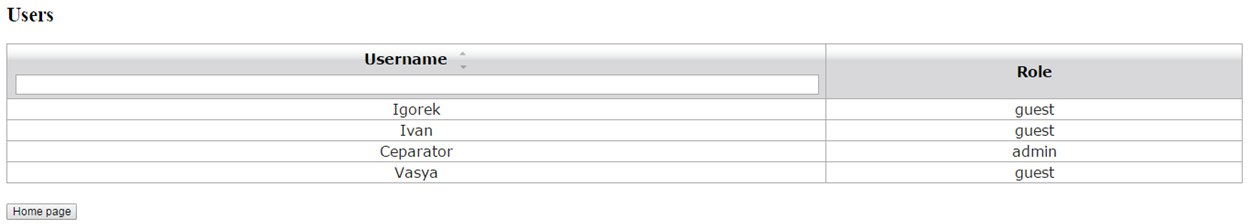 Users
Username Role
Igorek guest
Ivan guest
Ceparator admin
Vasya guest
Home page